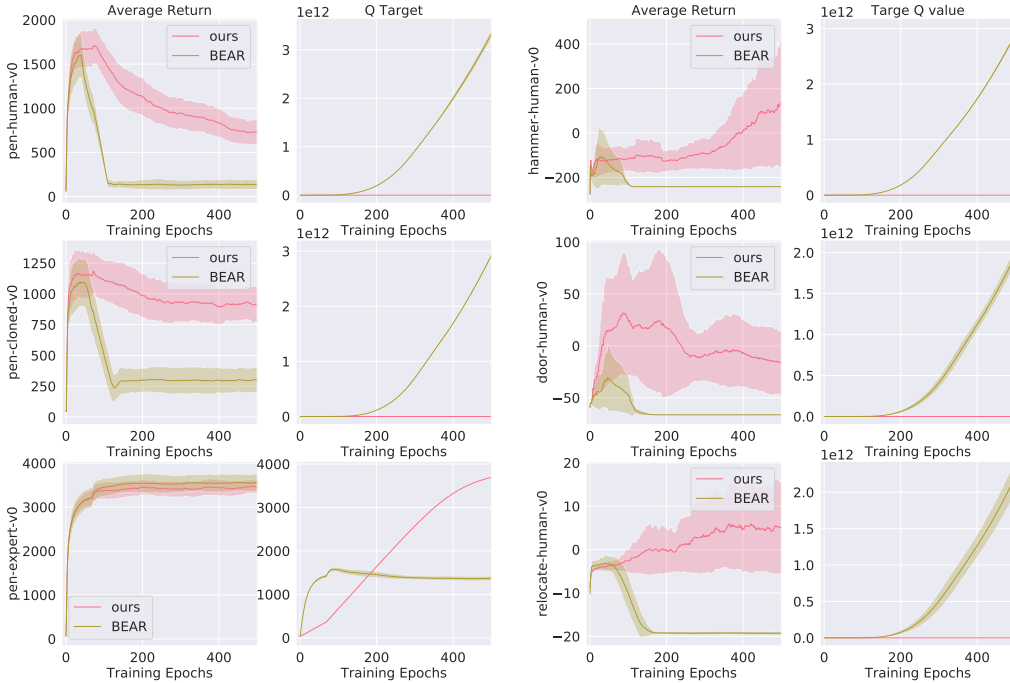 Average Return
Q Target
Average Return
Targe Q value
pen-human-v0
2000
1500
1000
500
0
0 200 400
Training Epochs
ours
BEAR
1e12
3
2
1
0
0 200 400
Training Epochs
hammer-human-v0
400
200
0
−200
0 200 400
Training Epochs
ours
BEAR
1e12
3
2
1
0
0 200 400
Training Epochs
pen-cloned-v0
1250
1000
750
500
250
0
0 200 400
Training Epochs
ours
BEAR
1e12
3
2
1
0
0 200 400
Training Epochs
door-human-v0
100
50
0
−50
0 200 400
Training Epochs
ours
BEAR
1e12
2.0
1.5
1.0
0.5
0.0
0 200 400
Training Epochs
pen-expert-v0
4000
3000
2000
1000
0
0 200 400
Training Epochs
ours
BEAR
4000
3000
2000
1000
0
0 200 400
Training Epochs
relocate-human-v0
20
10
0
−10
−20
0 200 400
Training Epochs
ours
BEAR
1e12
2.0
1.5
1.0
0.5
0.0
0 200 400
Training Epochs